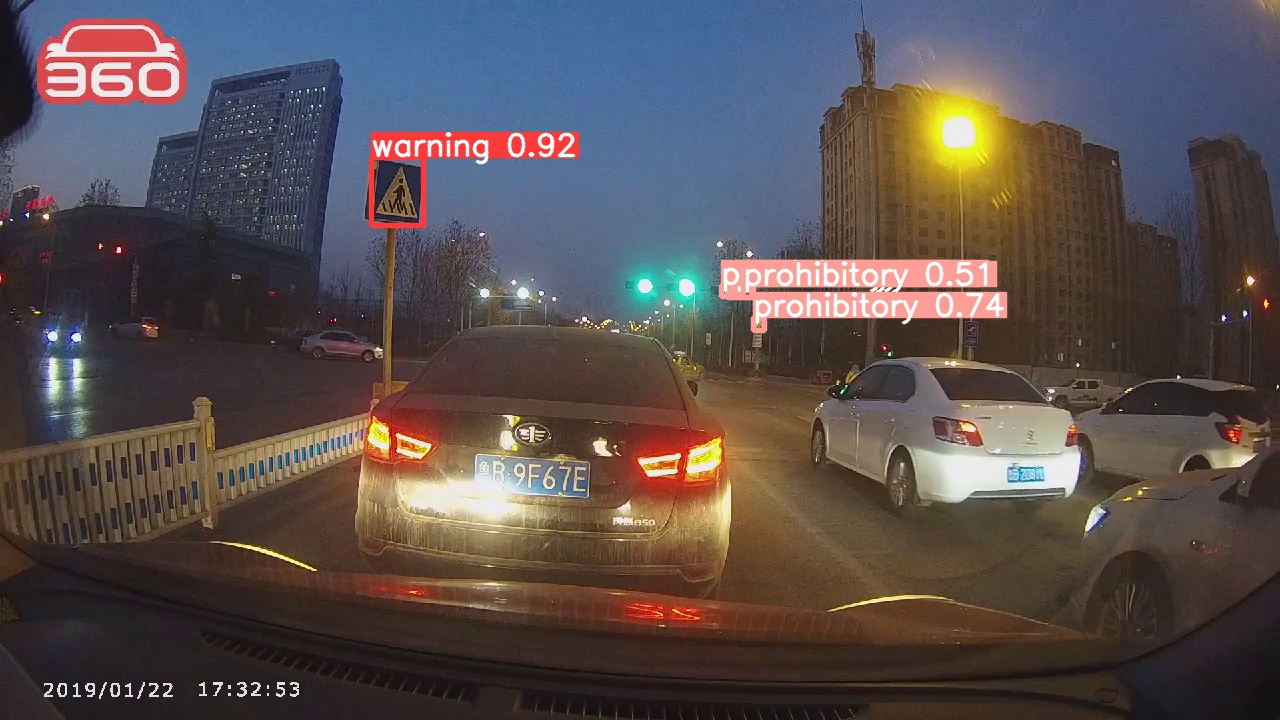 360
warning 0.92
p
prohibitory 0.51
prohibitory 0.74
鲁B·9F67E
2019/01/22 17:32:53